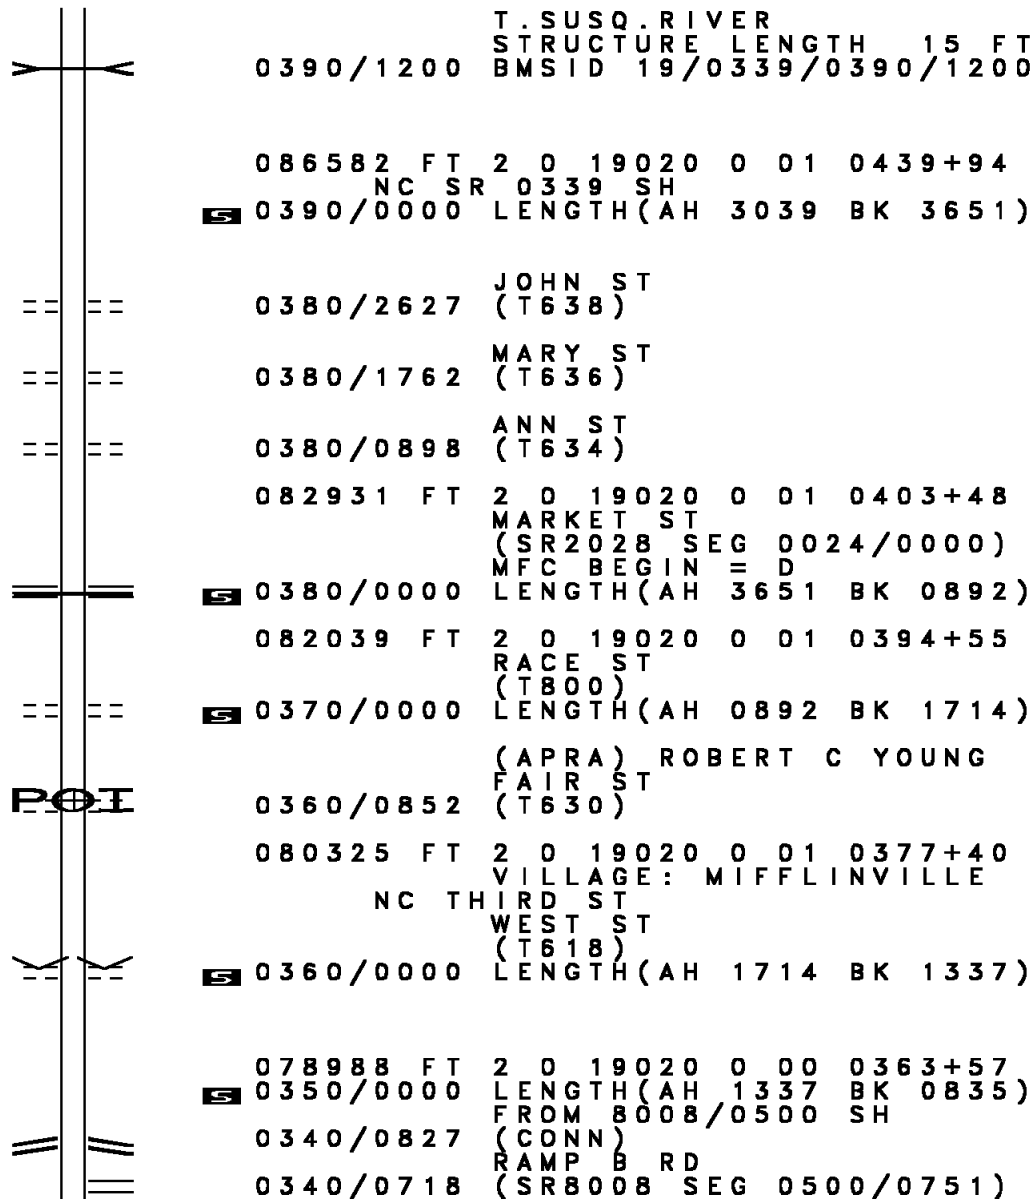 T.SUSQ.RIVER
STRUCTURE LENGTH 15 FT
0390/1200 BMSID 19/0339/0390/1200
086582 FT 2 0 19020 0 01 0439+94
NC SR 0339 SH
S 0390/0000 LENGTH(AH 3039 BK 3651)
JOHN ST
0380/2627 (T638)
MARY ST
0380/1762 (T636)
ANN ST
0380/0898 (T634)
082931 FT 2 0 19020 0 01 0403+48
MARKET ST
(SR2028 SEG 0024/0000)
MFC BEGIN = D
S 0380/0000 LENGTH(AH 3651 BK 0892)
082039 FT 2 0 19020 0 01 0394+55
RACE ST
(T800)
S 0370/0000 LENGTH(AH 0892 BK 1714)
(APRA) ROBERT C YOUNG
FAIR ST
POI 0360/0852 (T630)
080325 FT 2 0 19020 0 01 0377+40
VILLAGE: MIFFLINVILLE
NC THIRD ST
WEST ST
(T618)
S 0360/0000 LENGTH(AH 1714 BK 1337)
078988 FT 2 0 19020 0 00 0363+57
S 0350/0000 LENGTH(AH 1337 BK 0835)
FROM 8008/0500 SH
0340/0827 (CONN)
RAMP B RD
0340/0718 (SR8008 SEG 0500/0751)